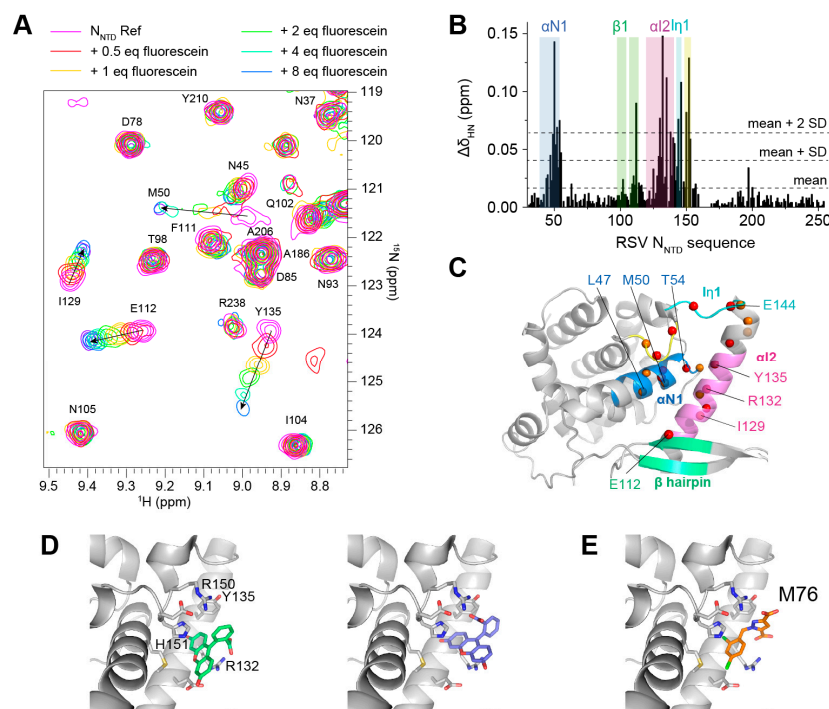 A
N_NTD Ref
+ 0.5 eq fluorescein
+ 1 eq fluorescein
+ 2 eq fluorescein
+ 4 eq fluorescein
+ 8 eq fluorescein
Y210
N37
D78
N45
M50
Q102
F111
A206
T98
A186
D85
N93
I129
E112
R238
Y135
N105
I104
119
120
121
122
123
124
125
126
¹⁵N (ppm)
9.5
9.4
9.3
9.2
9.1
9.0
8.9
8.8
¹H (ppm)
B
αN1
β1
αI2
Iη1
0.15
0.10
0.05
0.00
Δδ_HN (ppm)
mean + 2 SD
mean + SD
mean
50
100
150
200
250
RSV N_NTD sequence
C
L47
M50
T54
Iη1
E144
αI2
Y135
αN1
R132
I129
E112
β hairpin
D
R150
Y135
H151
R132
E
M76